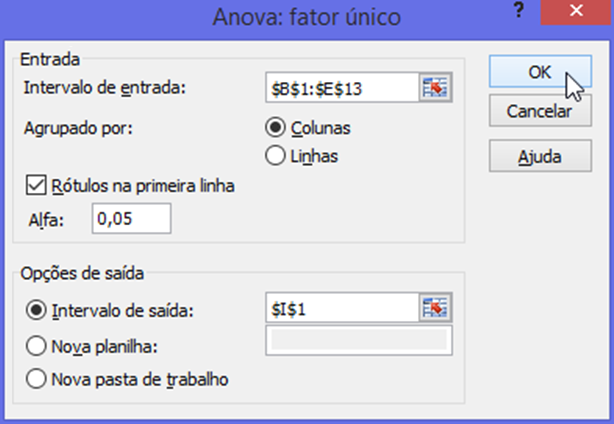 Anova: fator único
?
Entrada
Intervalo de entrada: $B$1:$E$13
Agrupado por: Colunas
Linhas
Rótulos na primeira linha
Alfa: 0,05
OK
Cancelar
Ajuda
Opções de saída
Intervalo de saída: $I$1
Nova planilha:
Nova pasta de trabalho